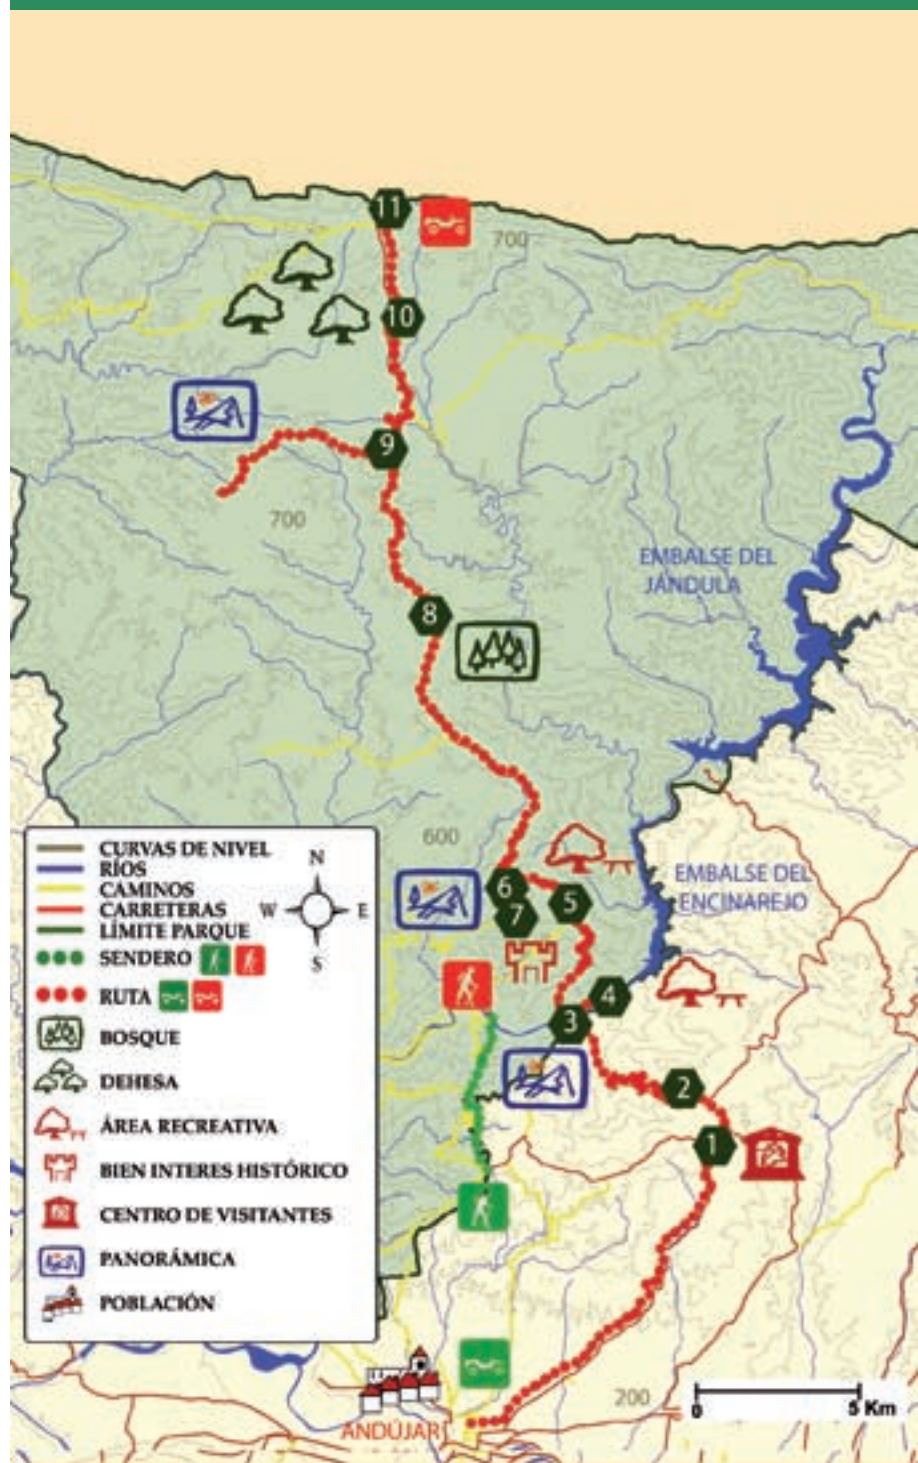 11
700
10
9
700
EMBALSE DEL
JÁNDULA
8
600
6
7
5
EMBALSE DEL
ENCINAREJO
4
3
2
1
CURVAS DE NIVEL
RÍOS
CAMINOS
CARRETERAS
LÍMITE PARQUE
SENDERO
RUTA
BOSQUE
DEHESA
ÁREA RECREATIVA
BIEN INTERES HISTÓRICO
CENTRO DE VISITANTES
PANORÁMICA
POBLACIÓN
N
W E
S
ANDÚJAR
200
0 5 Km